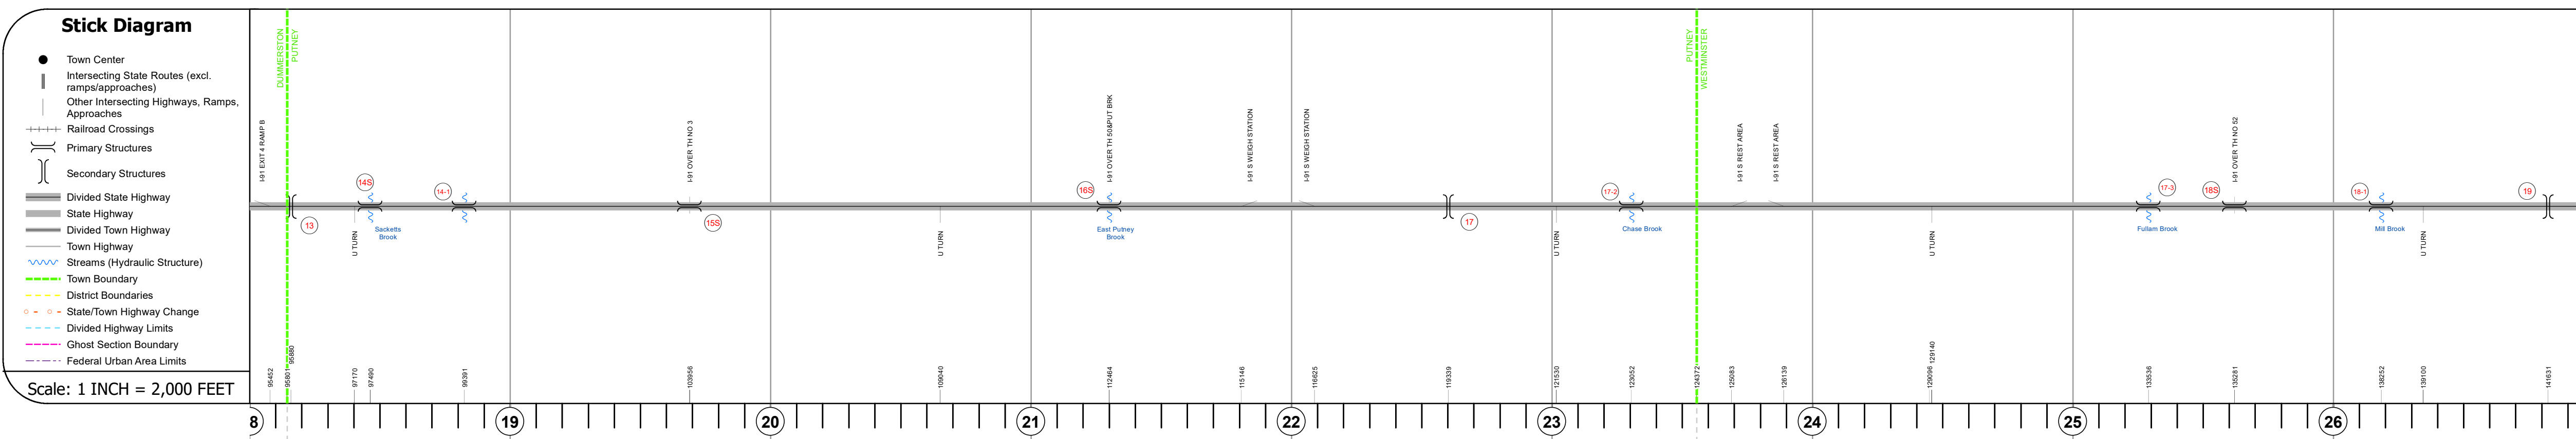 Stick Diagram
Town Center
Intersecting State Routes (excl.
ramps/approaches)
Other Intersecting Highways, Ramps,
Approaches
Railroad Crossings
Primary Structures
Secondary Structures
Divided State Highway
State Highway
Divided Town Highway
Town Highway
Streams (Hydraulic Structure)
Town Boundary
District Boundaries
State/Town Highway Change
Divided Highway Limits
Ghost Section Boundary
Federal Urban Area Limits
Scale: 1 INCH = 2,000 FEET
DUMMERSTON
PUTNEY
PUTNEY
WESTMINSTER
I-91 EXIT 4 RAMP B
I-91 OVER TH NO 3
I-91 OVER TH 50&PUT BRK
I-91 S WEIGH STATION
I-91 S WEIGH STATION
I-91 S REST AREA
I-91 S REST AREA
I-91 OVER TH NO 52
13
14S
14-1
15S
16S
17
17-2
17-3
18S
18-1
19
U TURN
Sacketts
Brook
U TURN
East Putney
Brook
U TURN
Chase Brook
U TURN
Fullam Brook
Mill Brook
U TURN
95452
95801
95880
97170
97490
99391
103956
109040
112464
115146
116625
119339
121530
123052
124372
125083
126139
129096
129140
133536
135281
138252
139100
141631
8
19
20
21
22
23
24
25
26